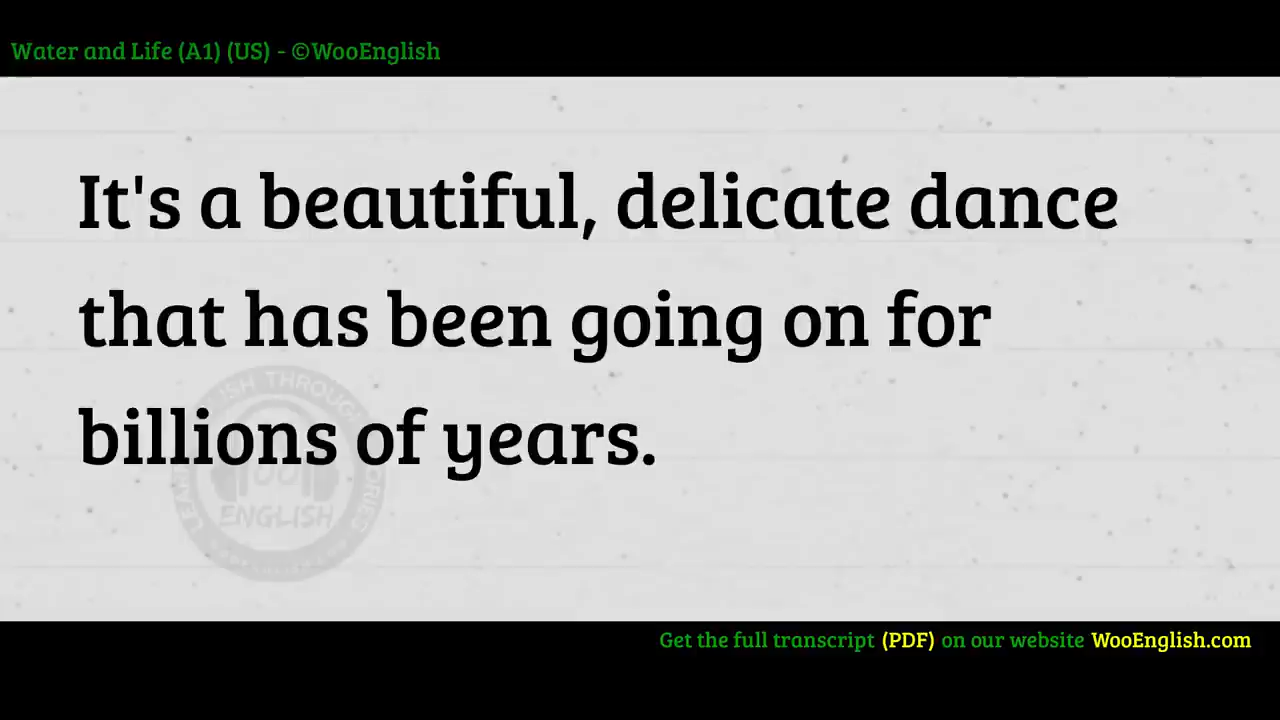 Water and Life (A1) (US) - ©WooEnglish
It's a beautiful, delicate dance
that has been going on for
billions of years.
ENGLISH
Get the full transcript (PDF) on our website WooEnglish.com